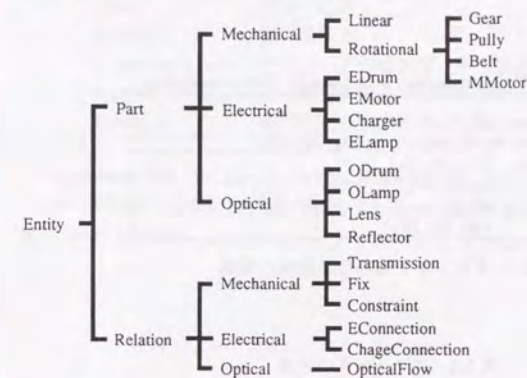 Gear
Linear
Pully
Mechanical
Rotational
Belt
MMotor
EDrum
EMotor
Part
Electrical
Charger
ELamp
ODrum
OLamp
Optical
Lens
Reflector
Entity
Transmission
Mechanical
Fix
Constraint
EConnection
Relation
Electrical
ChageConnection
Optical
OpticalFlow